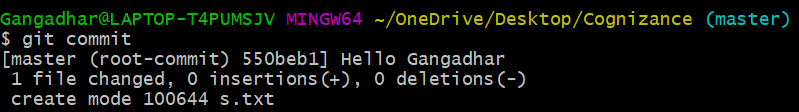 Gangadhar@LAPTOP-T4PUMSJV MINGW64 ~/OneDrive/Desktop/Cognizance (master)
$ git commit
[master (root-commit) 550beb1] Hello Gangadhar
 1 file changed, 0 insertions(+), 0 deletions(-)
 create mode 100644 s.txt